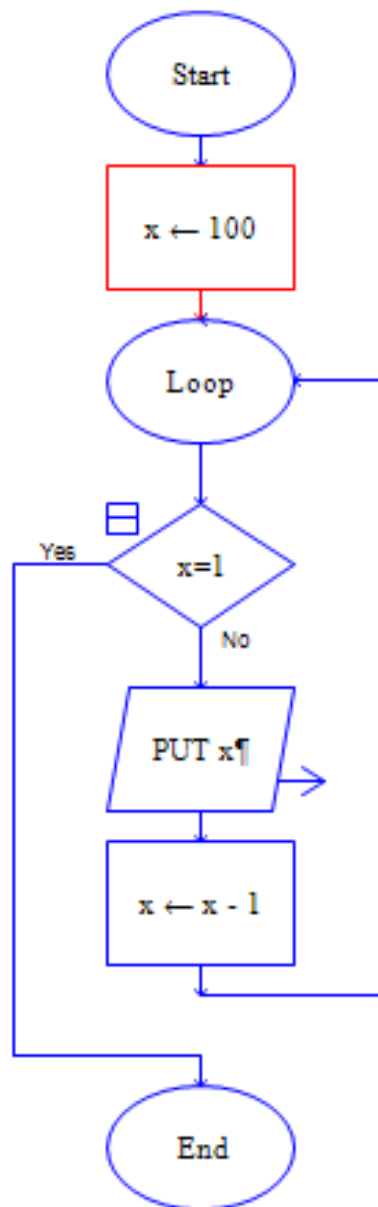 Start
x ← 100
Loop
x=1
Yes
No
PUT x¶
x ← x - 1
End